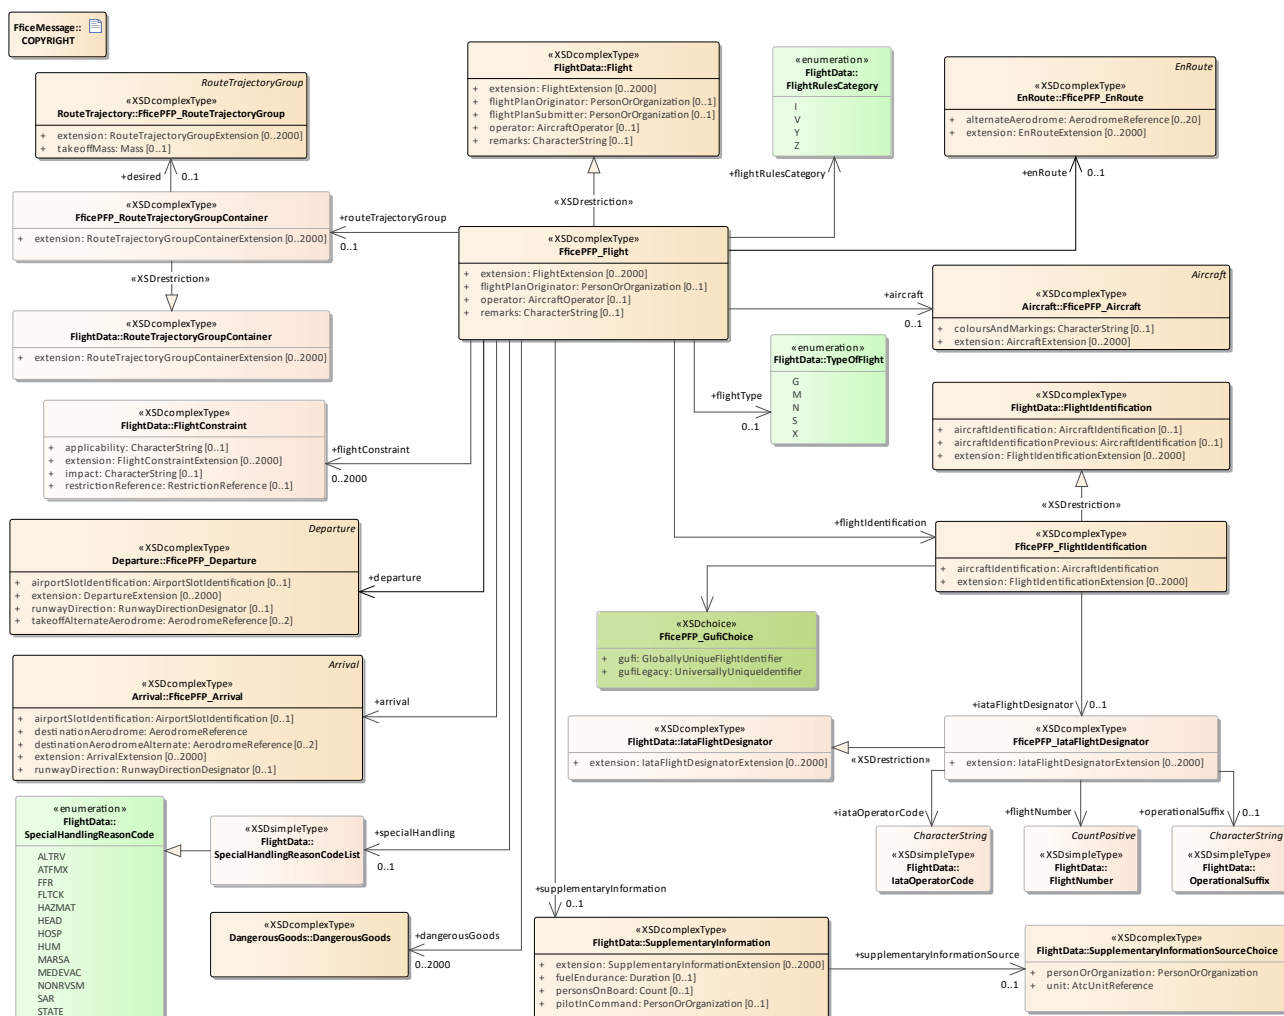 FficeMessage::
COPYRIGHT
RouteTrajectoryGroup
«XSDcomplexType»
RouteTrajectory::FficePFP_RouteTrajectoryGroup
+ extension: RouteTrajectoryGroupExtension [0..2000]
+ takeoffMass: Mass [0..1]
+desired 0..1
«XSDcomplexType»
FficePFP_RouteTrajectoryGroupContainer
+ extension: RouteTrajectoryGroupContainerExtension [0..2000]
«XSDrestriction»
«XSDcomplexType»
FlightData::RouteTrajectoryGroupContainer
+ extension: RouteTrajectoryGroupContainerExtension [0..2000]
+routeTrajectoryGroup
0..1
«XSDcomplexType»
FlightData::Flight
+ extension: FlightExtension [0..2000]
+ flightPlanOriginator: PersonOrOrganization [0..1]
+ flightPlanSubmitter: PersonOrOrganization [0..1]
+ operator: AircraftOperator [0..1]
+ remarks: CharacterString [0..1]
«XSDrestriction»
«XSDcomplexType»
FficePFP_Flight
+ extension: FlightExtension [0..2000]
+ flightPlanOriginator: PersonOrOrganization [0..1]
+ operator: AircraftOperator [0..1]
+ remarks: CharacterString [0..1]
«enumeration»
FlightData::
FlightRulesCategory
I
V
Y
Z
+flightRulesCategory
EnRoute
«XSDcomplexType»
EnRoute::FficePFP_EnRoute
+ alternateAerodrome: AerodromeReference [0..20]
+ extension: EnRouteExtension [0..2000]
+enRoute 0..1
Aircraft
«XSDcomplexType»
Aircraft::FficePFP_Aircraft
+ coloursAndMarkings: CharacterString [0..1]
+ extension: AircraftExtension [0..2000]
+aircraft
0..1
«enumeration»
FlightData::TypeOfFlight
G
M
N
S
X
+flightType
0..1
«XSDcomplexType»
FlightData::FlightIdentification
+ aircraftIdentification: AircraftIdentification [0..1]
+ aircraftIdentificationPrevious: AircraftIdentification [0..1]
+ extension: FlightIdentificationExtension [0..2000]
«XSDrestriction»
+flightIdentification
«XSDcomplexType»
FficePFP_FlightIdentification
+ aircraftIdentification: AircraftIdentification
+ extension: FlightIdentificationExtension [0..2000]
«XSDcomplexType»
FlightData::FlightConstraint
+ applicability: CharacterString [0..1]
+ extension: FlightConstraintExtension [0..2000]
+ impact: CharacterString [0..1]
+ restrictionReference: RestrictionReference [0..1]
+flightConstraint
0..2000
Departure
«XSDcomplexType»
Departure::FficePFP_Departure
+ airportSlotIdentification: AirportSlotIdentification [0..1]
+ extension: DepartureExtension [0..2000]
+ runwayDirection: RunwayDirectionDesignator [0..1]
+ takeoffAlternateAerodrome: AerodromeReference [0..2]
+departure
Arrival
«XSDcomplexType»
Arrival::FficePFP_Arrival
+ airportSlotIdentification: AirportSlotIdentification [0..1]
+ destinationAerodrome: AerodromeReference
+ destinationAerodromeAlternate: AerodromeReference [0..2]
+ extension: ArrivalExtension [0..2000]
+ runwayDirection: RunwayDirectionDesignator [0..1]
+arrival
«XSDchoice»
FficePFP_GufiChoice
+ gufi: GloballyUniqueFlightIdentifier
+ gufiLegacy: UniversallyUniqueIdentifier
+iataFlightDesignator 0..1
«XSDcomplexType»
FlightData::IataFlightDesignator
+ extension: IataFlightDesignatorExtension [0..2000]
«XSDrestriction»
«XSDcomplexType»
FficePFP_IataFlightDesignator
+ extension: IataFlightDesignatorExtension [0..2000]
+iataOperatorCode
+flightNumber
+operationalSuffix 0..1
CharacterString
«XSDsimpleType»
FlightData::
IataOperatorCode
CountPositive
«XSDsimpleType»
FlightData::
FlightNumber
CharacterString
«XSDsimpleType»
FlightData::
OperationalSuffix
«enumeration»
FlightData::
SpecialHandlingReasonCode
ALTRV
ATFMX
FFR
FLTCK
HAZMAT
HEAD
HOSP
HUM
MARSA
MEDEVAC
NONRVSM
SAR
STATE
«XSDsimpleType»
FlightData::
SpecialHandlingReasonCodeList
+specialHandling
0..1
«XSDcomplexType»
DangerousGoods::DangerousGoods
+dangerousGoods
0..2000
+supplementaryInformation
0..1
«XSDcomplexType»
FlightData::SupplementaryInformation
+ extension: SupplementaryInformationExtension [0..2000]
+ fuelEndurance: Duration [0..1]
+ personsOnBoard: Count [0..1]
+ pilotInCommand: PersonOrOrganization [0..1]
+supplementaryInformationSource
0..1
«XSDcomplexType»
FlightData::SupplementaryInformationSourceChoice
+ personOrOrganization: PersonOrOrganization
+ unit: AtcUnitReference